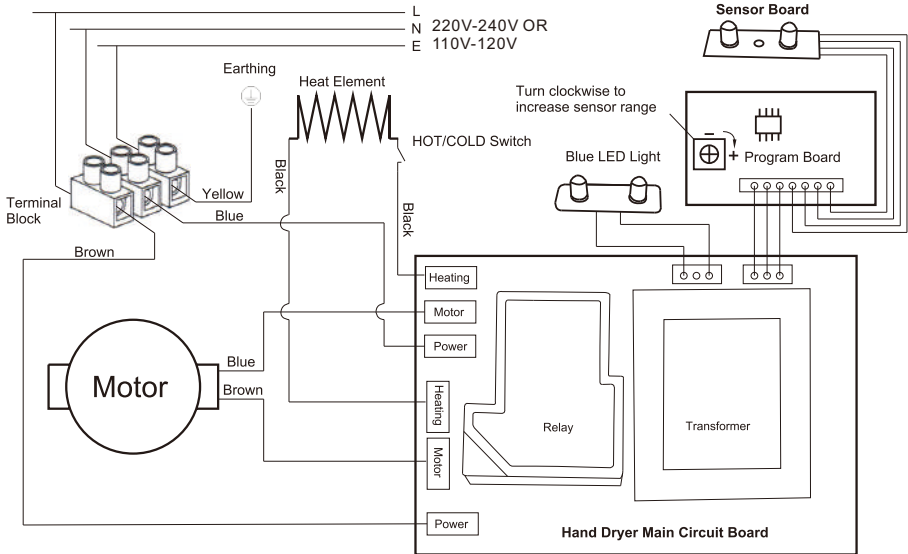 Sensor Board
L
N 220V-240V OR
E 110V-120V
Earthing
Heat Element
Turn clockwise to
increase sensor range
HOT/COLD Switch
Blue LED Light
− +
Program Board
Black
Yellow
Terminal
Block
Blue
Black
Brown
Heating
Motor
Power
Blue
Motor
Brown
Heating
Relay
Transformer
Motor
Power
Hand Dryer Main Circuit Board